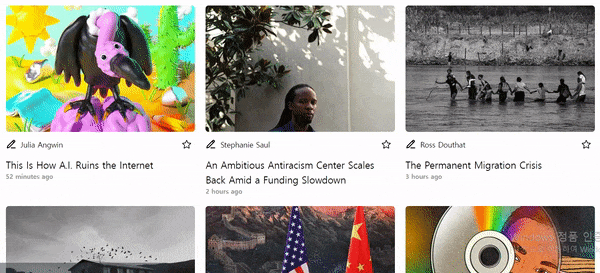 Julia Angwin
Stephanie Saul
Ross Douthat
This Is How A.I. Ruins the Internet
52 minutes ago
An Ambitious Antiracism Center Scales
Back Amid a Funding Slowdown
2 hours ago
The Permanent Migration Crisis
3 hours ago